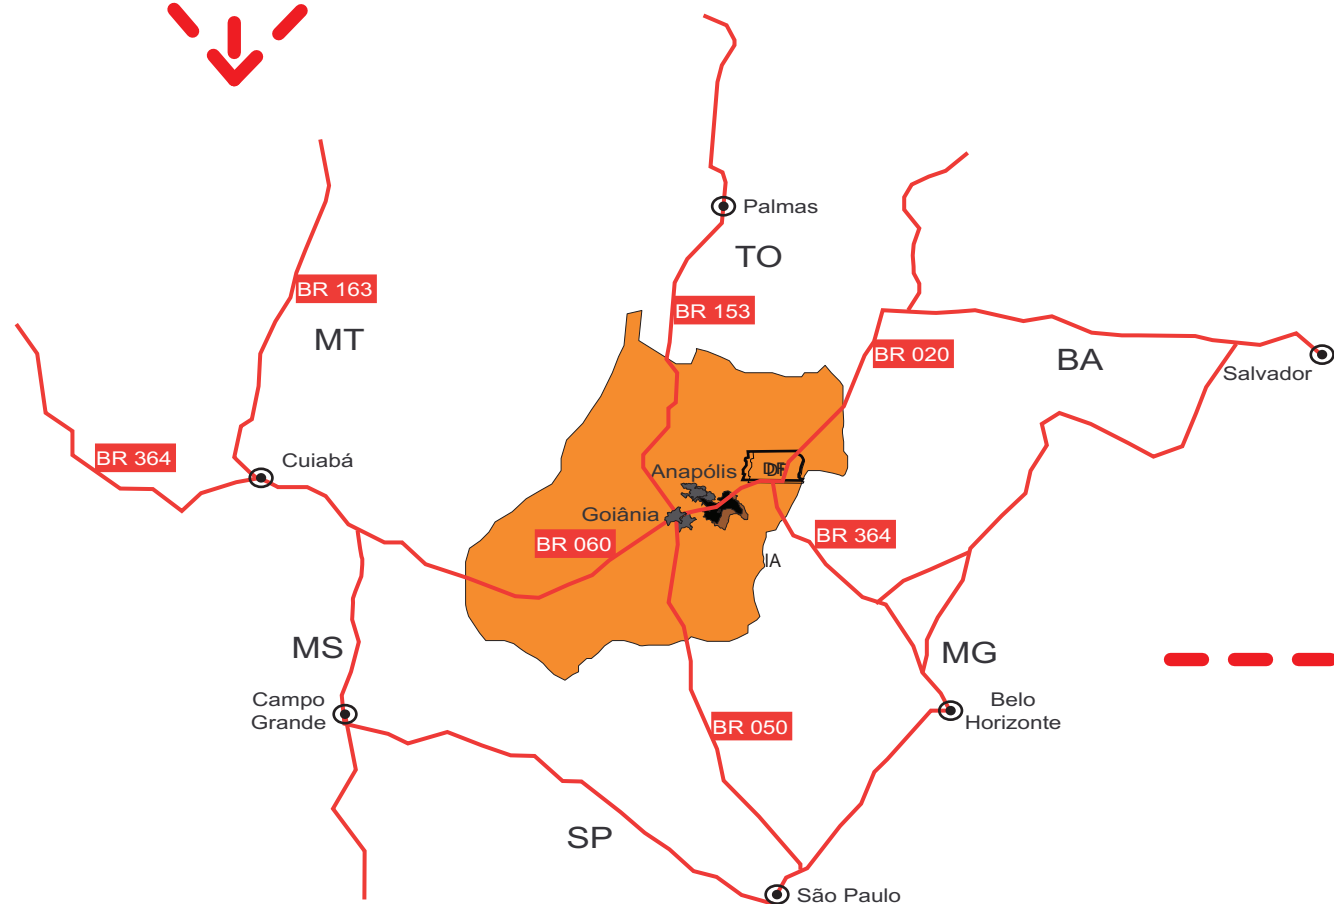 Palmas
TO
BR 163
BR 153
MT
BR 020
BA
Salvador
BR 364
Cuiabá
Anapólis
DF
Goiânia
BR 060
BR 364
IA
MS
MG
Campo
Grande
BR 050
Belo
Horizonte
SP
São Paulo